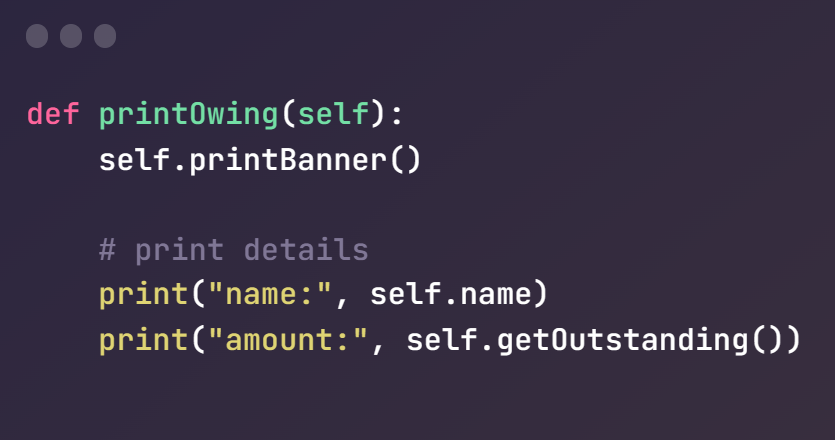 def printOwing(self):
    self.printBanner()

    # print details
    print("name:", self.name)
    print("amount:", self.getOutstanding())